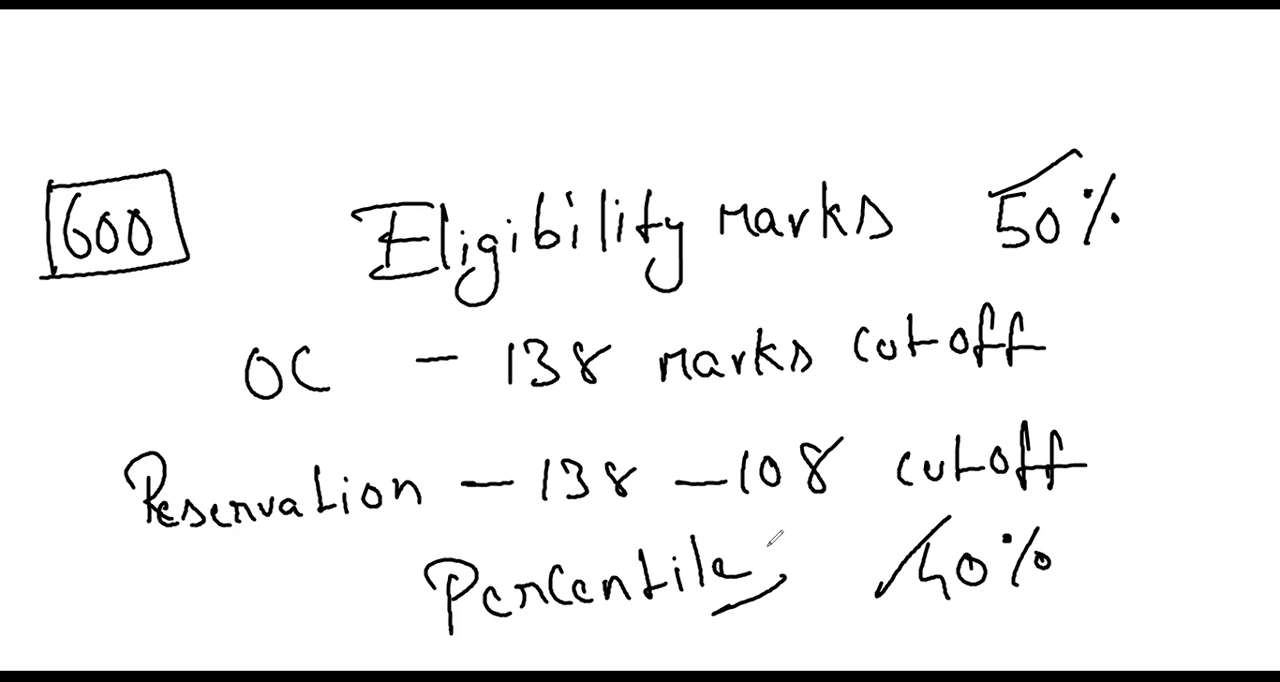 600 Eligibility marks 50%
OC - 138 marks cutoff
Reservation - 138 - 108 cutoff
Percentile 40%